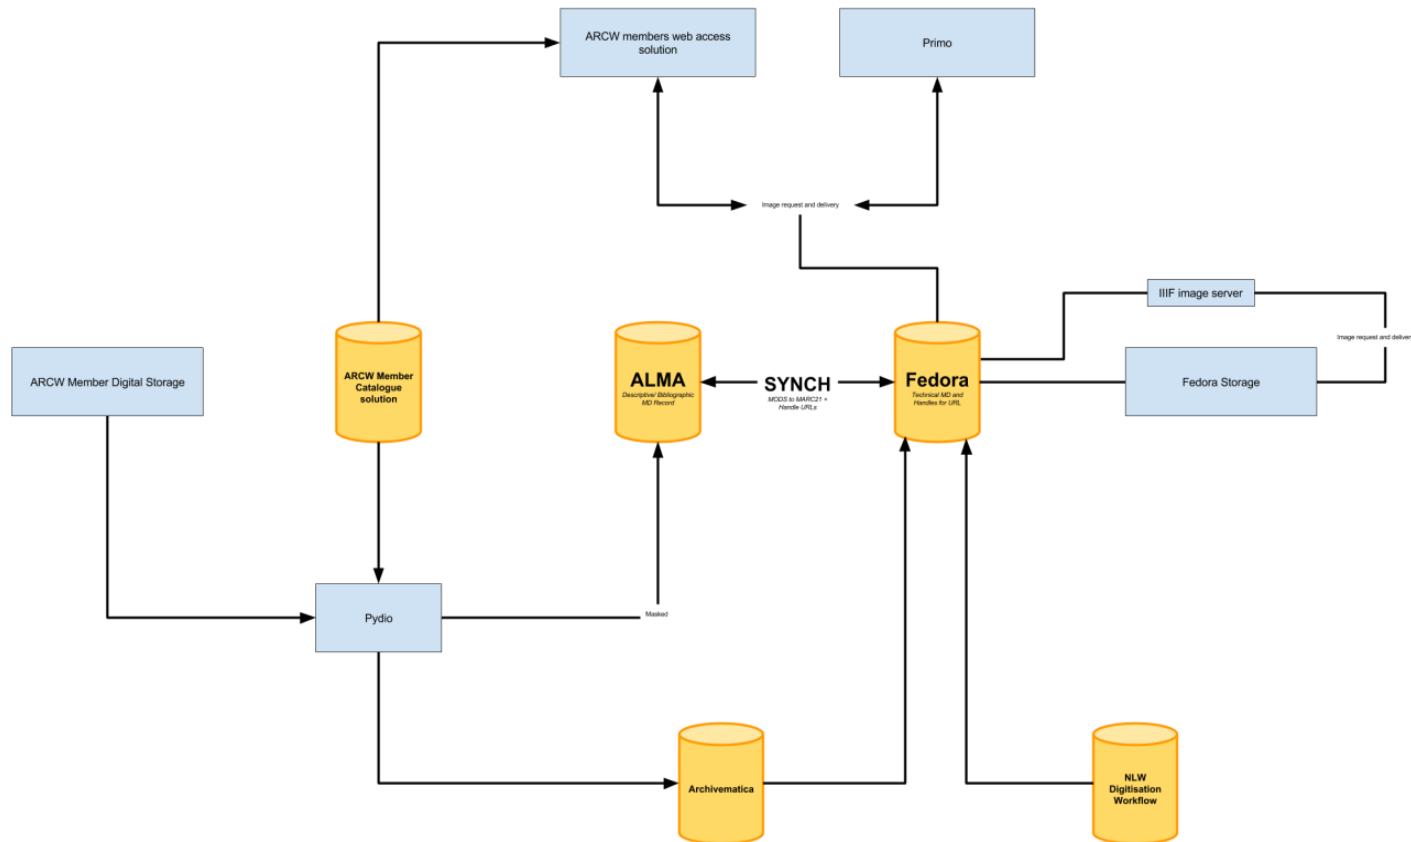 ARCW members web access
solution
Primo
Image request and delivery
IIIF image server
Image request and delivery
ARCW Member Digital Storage
ARCW Member
Catalogue
solution
ALMA
Descriptive/ Bibliographic
MD Record
SYNCH
MODS to MARC21 +
Handle URLs
Fedora
Technical MD and
Handles for URL
Fedora Storage
Pydio
Masked
Archivematica
NLW
Digitisation
Workflow